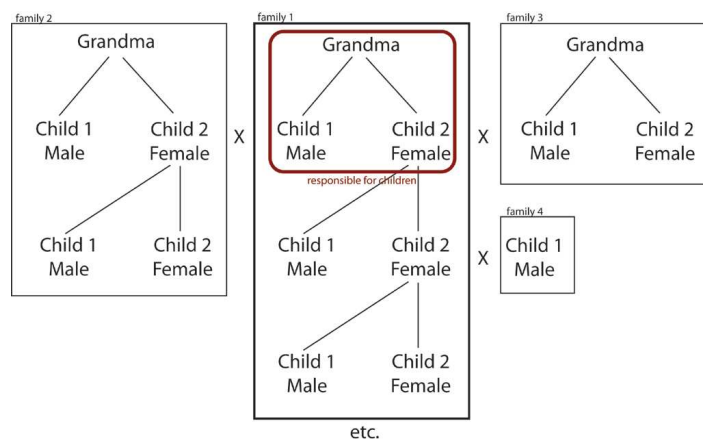 family 2
Grandma
Child 1
Male
Child 2
Female
Child 1
Male
Child 2
Female
X
family 1
Grandma
Child 1
Male
Child 2
Female
responsible for children
Child 1
Male
Child 2
Female
Child 1
Male
Child 2
Female
etc.
X
family 3
Grandma
Child 1
Male
Child 2
Female
X
family 4
Child 1
Male